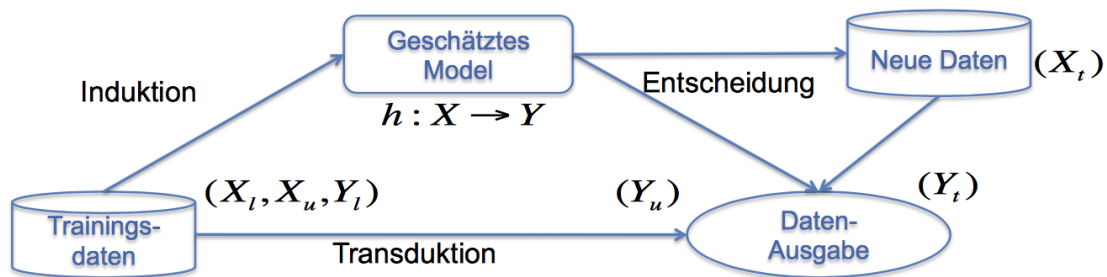 Geschätztes
Model
Neue Daten
(X_t)
Induktion
Entscheidung
h : X → Y
(X_l, X_u, Y_l)
(Y_u)
(Y_t)
Trainings-
daten
Transduktion
Daten-
Ausgabe